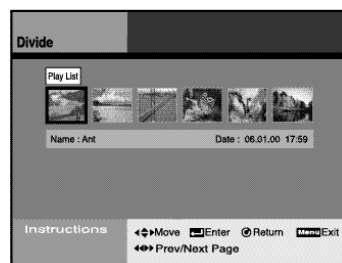 Divide
Play List
Name : Ant Date : 06.01.00 17:59
Instructions
Move Enter Return Menu Exit
Prev/Next Page